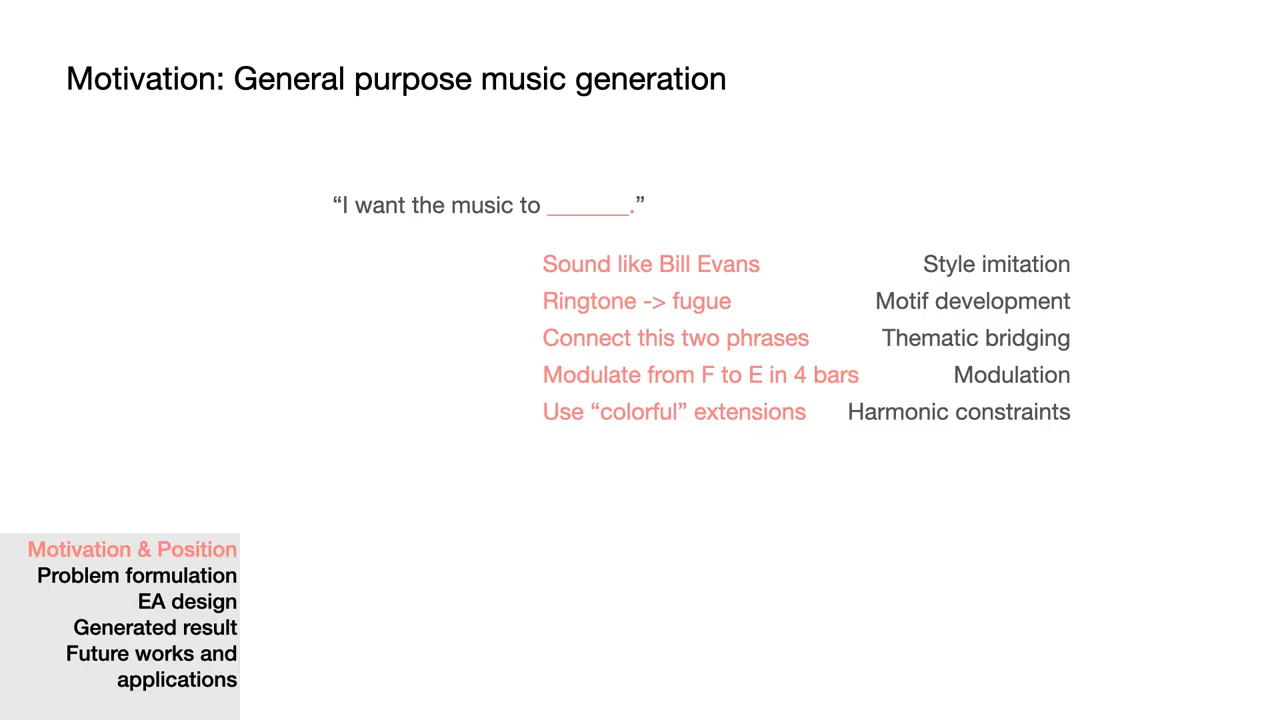 Motivation: General purpose music generation
“I want the music to _______.”
Sound like Bill Evans Style imitation
Ringtone -> fugue Motif development
Connect this two phrases Thematic bridging
Modulate from F to E in 4 bars Modulation
Use “colorful” extensions Harmonic constraints
Motivation & Position
Problem formulation
EA design
Generated result
Future works and
applications